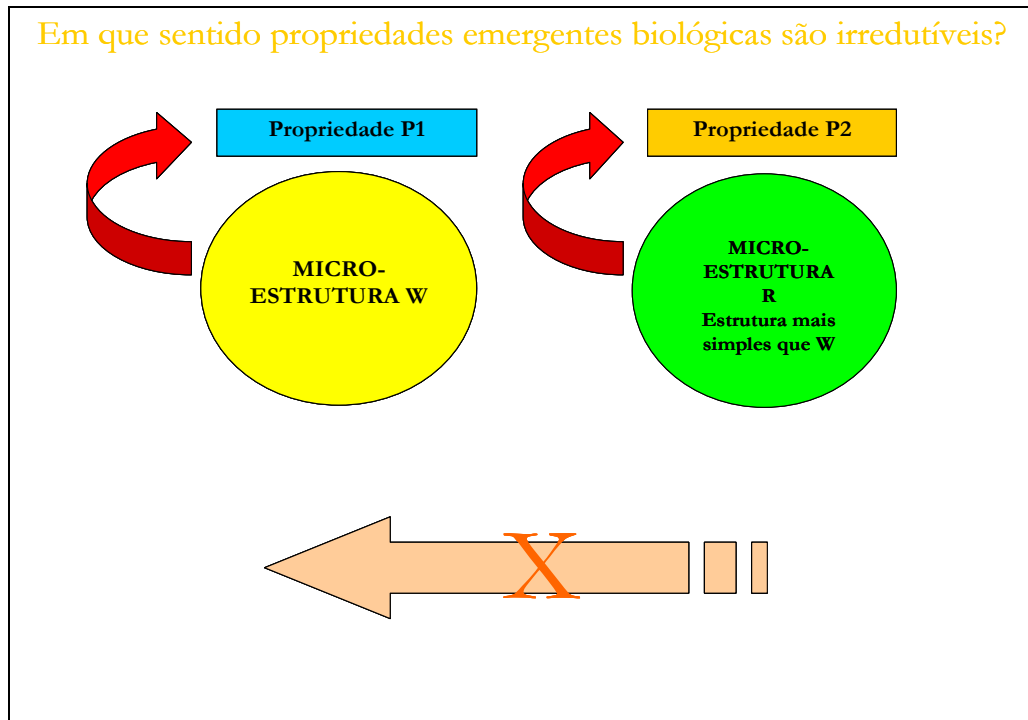 Em que sentido propriedades emergentes biológicas são irredutíveis?
Propriedade P1
Propriedade P2
MICRO-
ESTRUTURA W
MICRO-
ESTRUTURA
R
Estrutura mais
simples que W
X